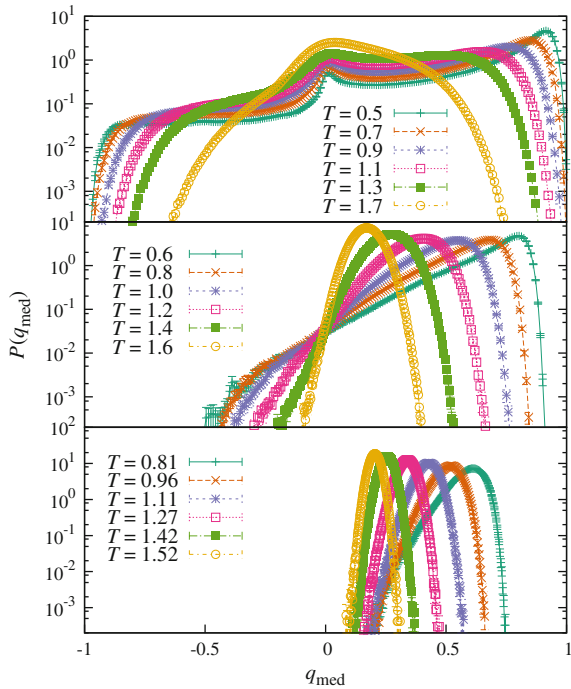 10^1
10^0
10^-1
10^-2
10^-3
T = 0.5
T = 0.7
T = 0.9
T = 1.1
T = 1.3
T = 1.7
10^1
10^0
10^-1
10^-2
10^-3
T = 0.6
T = 0.8
T = 1.0
T = 1.2
T = 1.4
T = 1.6
P(q_med)
10^2
10^1
10^0
10^-1
10^-2
10^-3
T = 0.81
T = 0.96
T = 1.11
T = 1.27
T = 1.42
T = 1.52
-1 -0.5 0 0.5 1
q_med